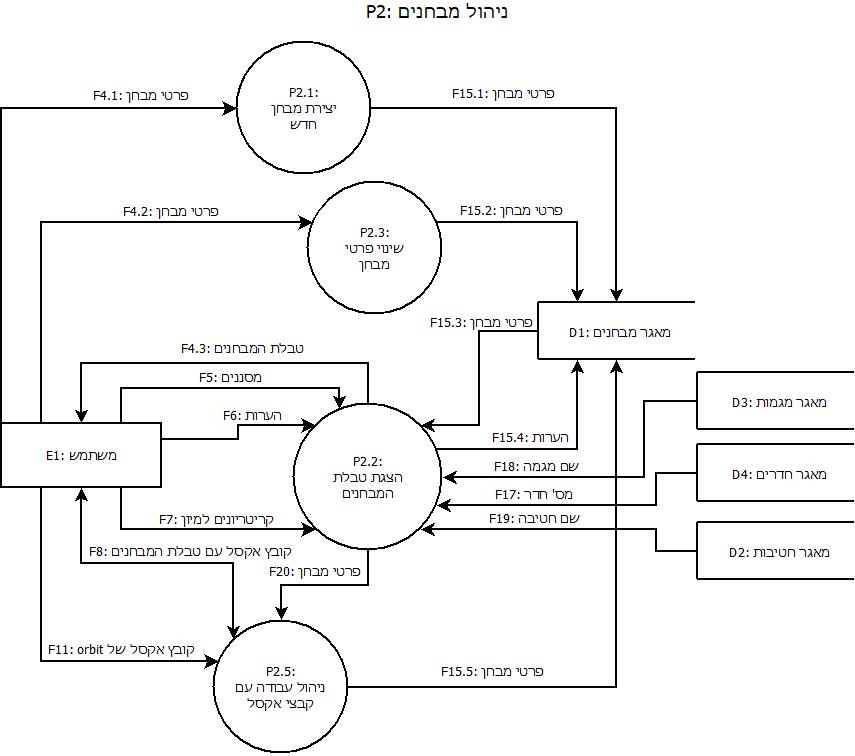 P2: ניהול מבחנים
F4.1: פרטי מבחן
P2.1:
יצירת מבחן
חדש
F15.1: פרטי מבחן
F4.2: פרטי מבחן
P2.3:
שינוי פרטי
מבחן
F15.2: פרטי מבחן
F15.3: פרטי מבחן
D1: מאגר מבחנים
F4.3: טבלת המבחנים
F5: מסננים
F6: הערות
E1: משתמש
P2.2:
הצגת טבלת
המבחנים
F15.4: הערות
D3: מאגר מגמות
F18: שם מגמה
D4: מאגר חדרים
F17: מס' חדר
F19: שם חטיבה
D2: מאגר חטיבות
F7: קריטריונים למיון
F8: קובץ אקסל עם טבלת המבחנים
F20: פרטי מבחן
F11: orbit קובץ אקסל של
P2.5:
ניהול עבודה עם
קבצי אקסל
F15.5: פרטי מבחן